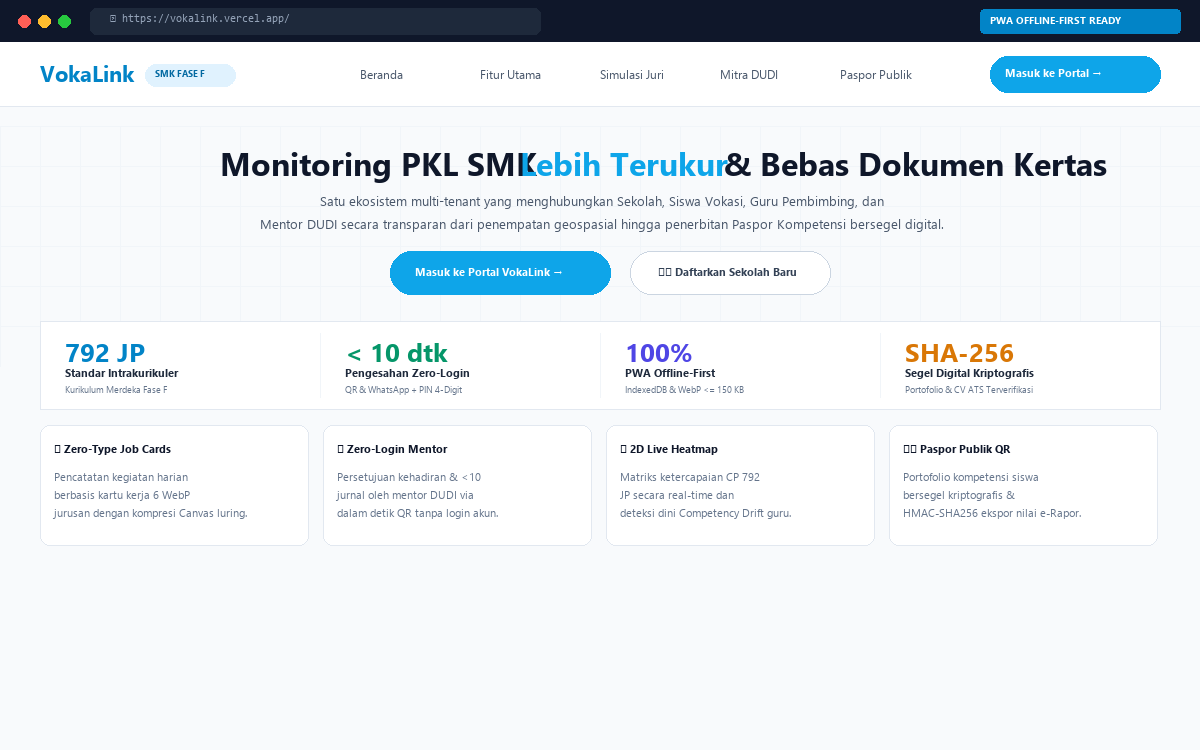 https://vokalink.vercel.app/
PWA OFFLINE-FIRST READY
VokaLink
SMK FASE F
Beranda
Fitur Utama
Simulasi Juri
Mitra DUDI
Paspor Publik
Masuk ke Portal →
Monitoring PKL SMK Lebih Terukur & Bebas Dokumen Kertas
Satu ekosistem multi-tenant yang menghubungkan Sekolah, Siswa Vokasi, Guru Pembimbing, dan
Mentor DUDI secara transparan dari penempatan geospasial hingga penerbitan Paspor Kompetensi bersegel digital.
Masuk ke Portal VokaLink →
Daftarkan Sekolah Baru
792 JP
Standar Intrakurikuler
Kurikulum Merdeka Fase F
< 10 dtk
Pengesahan Zero-Login
QR & WhatsApp + PIN 4-Digit
100%
PWA Offline-First
IndexedDB & WebP <= 150 KB
SHA-256
Segel Digital Kriptografis
Portofolio & CV ATS Terverifikasi
Zero-Type Job Cards
Pencatatan kegiatan harian
berbasis kartu kerja 6 WebP
jurusan dengan kompresi Canvas luring.
Zero-Login Mentor
Persetujuan kehadiran & <10
jurnal oleh mentor DUDI via
dalam detik QR tanpa login akun.
2D Live Heatmap
Matriks ketercapaian CP 792
JP secara real-time dan
deteksi dini Competency Drift guru.
Paspor Publik QR
Portofolio kompetensi siswa
bersegel kriptografis &
HMAC-SHA256 ekspor nilai e-Rapor.